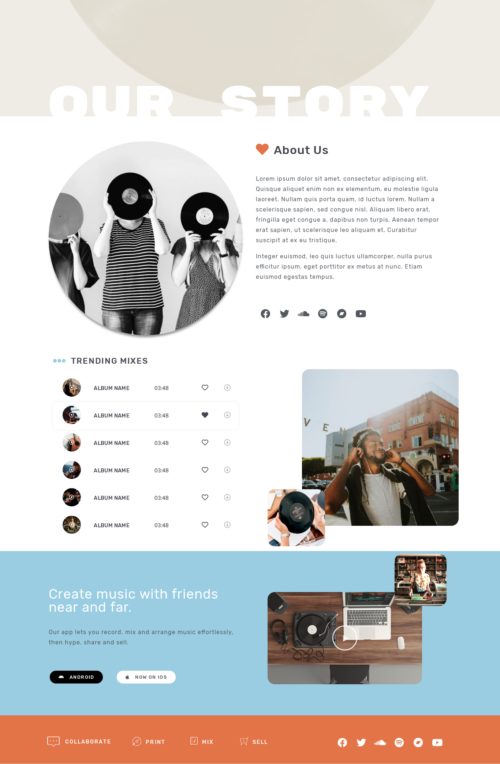 OUR STORY
About Us
Lorem ipsum dolor sit amet, consectetur adipiscing elit.
Quisque aliquet enim non ex elementum, eu molestie ligula
laoreet. Nullam quis porta quam, id luctus lorem. Nullam a
scelerisque sapien, sed congue nisl. Aliquam libero erat,
fringilla eget congue a, dapibus non turpis. Aenean tempor
erat sapien, ut scelerisque leo aliquam et. Curabitur
suscipit at ex eu tristique.
Integer euismod, leo quis luctus ullamcorper, nulla purus
efficitur ipsum, eget porttitor ex metus at nunc. Etiam
euismod egestas tempus.
TRENDING MIXES
ALBUM NAME 03:48
ALBUM NAME 03:48
ALBUM NAME 03:48
ALBUM NAME 03:48
ALBUM NAME 03:48
ALBUM NAME 03:48
VEN
Create music with friends
near and far.
Our app lets you record, mix and arrange music effortlessly,
then hype, share and sell.
ANDROID NOW ON IOS
COLLABORATE PRINT MIX SELL